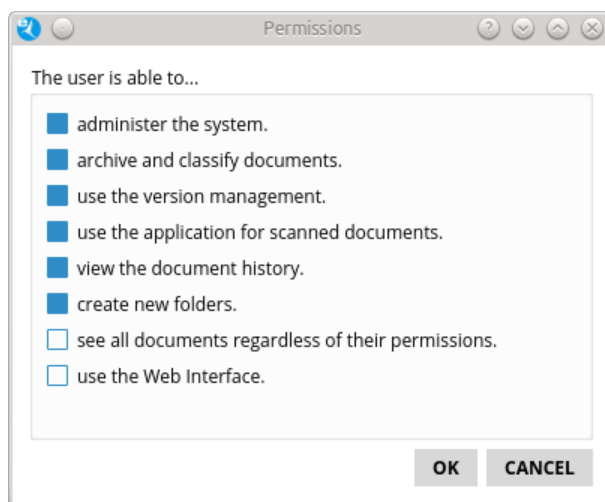 Permissions
The user is able to...
administer the system.
archive and classify documents.
use the version management.
use the application for scanned documents.
view the document history.
create new folders.
see all documents regardless of their permissions.
use the Web Interface.
OK CANCEL